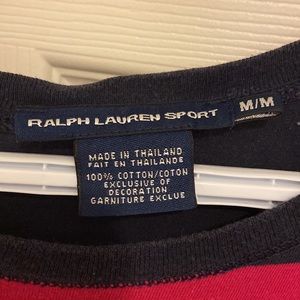 RALPH LAUREN SPORT
M/M
MADE IN THAILAND
FAIT EN THAILANDE
100% COTTON/COTON
EXCLUSIVE OF
DECORATION
GARNITURE EXCLUE